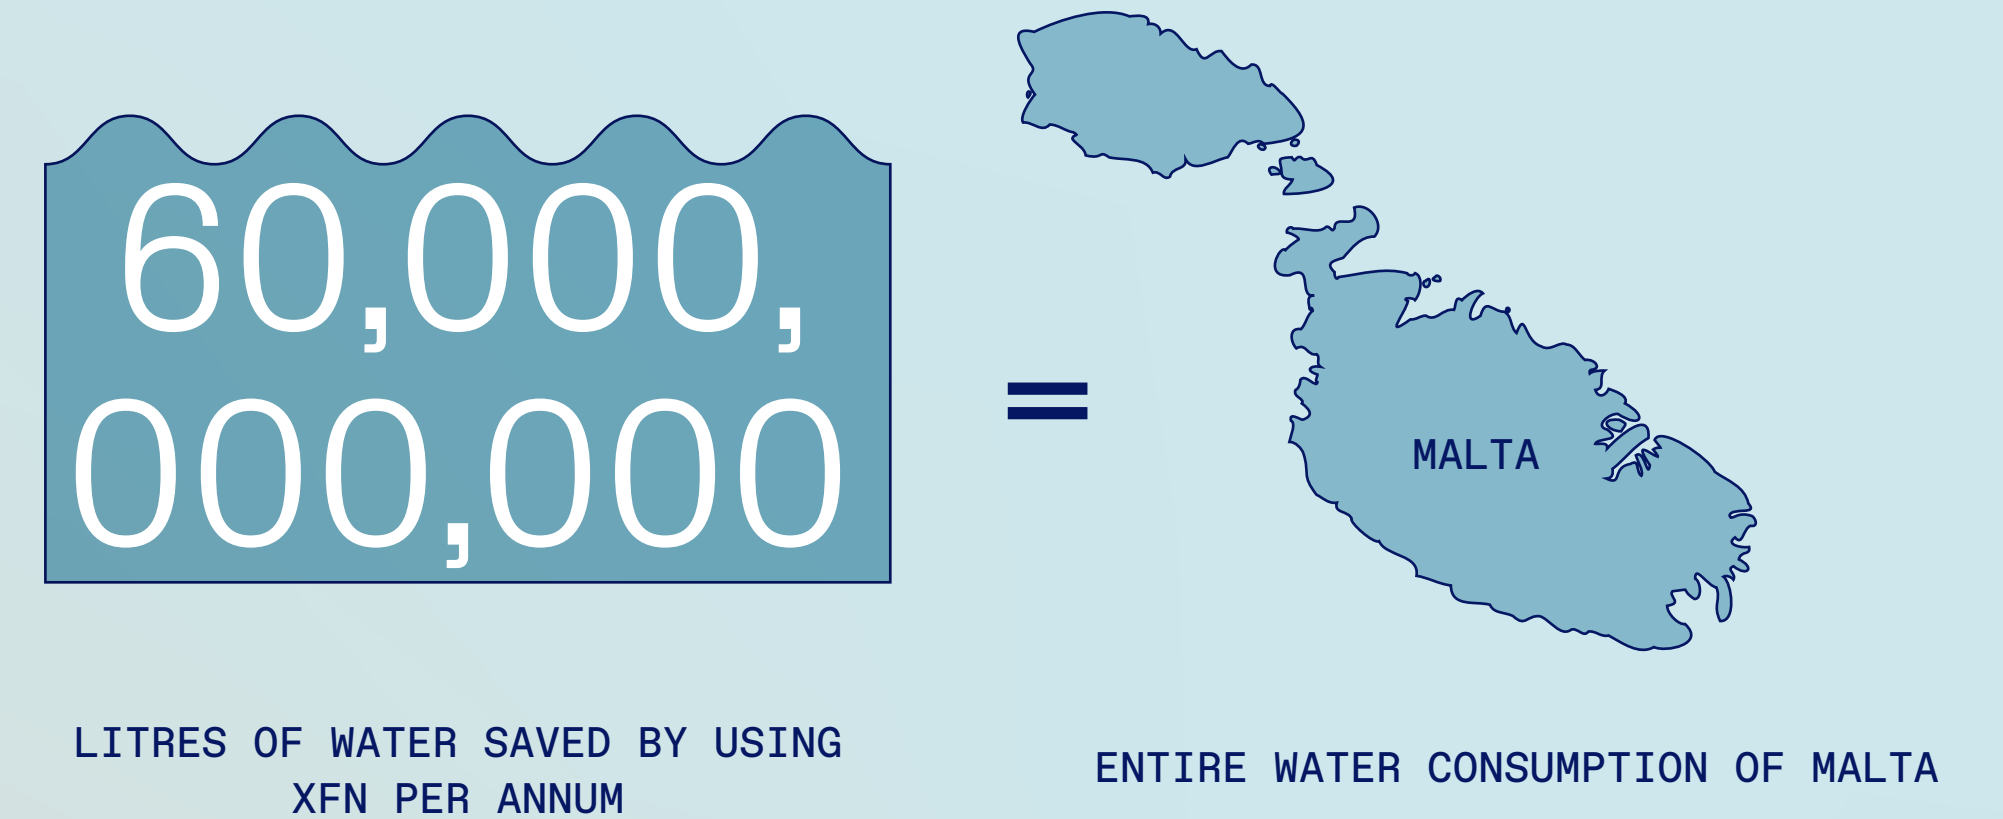 60,000,
000,000
=
MALTA
LITRES OF WATER SAVED BY USING
XFN PER ANNUM
ENTIRE WATER CONSUMPTION OF MALTA